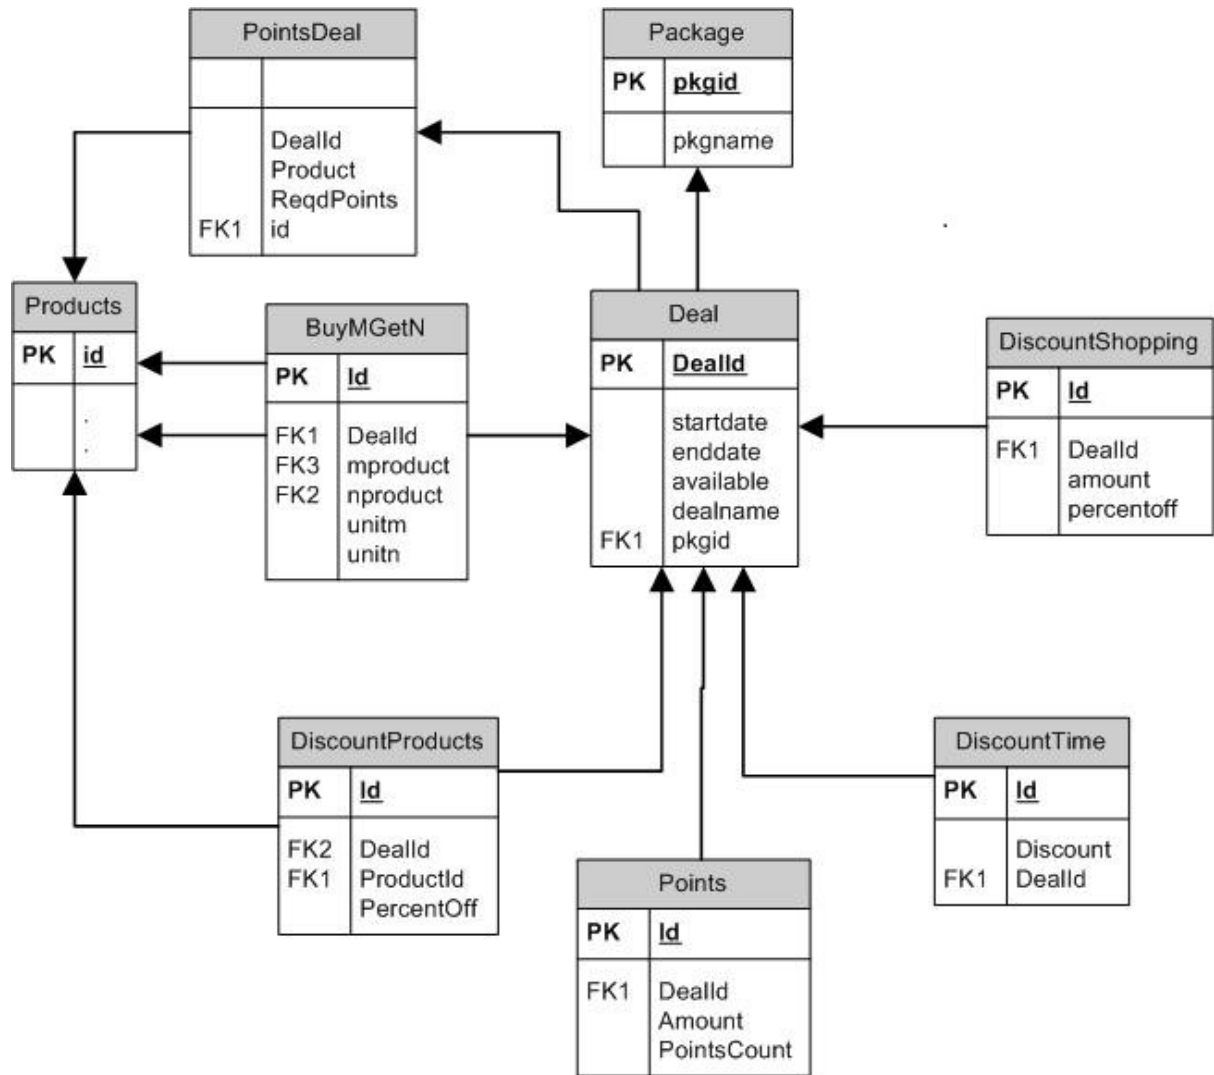 PointsDeal
DealId
Product
ReqdPoints
FK1 id
Package
PK pkgid
pkgname
Products
PK id
.
.
BuyMGetN
PK Id
FK1 DealId
FK3 mproduct
FK2 nproduct
unitm
unitn
Deal
PK DealId
startdate
enddate
available
dealname
FK1 pkgid
DiscountShopping
PK Id
FK1 DealId
amount
percentoff
DiscountProducts
PK Id
FK2 DealId
FK1 ProductId
PercentOff
Points
PK Id
FK1 DealId
Amount
PointsCount
DiscountTime
PK Id
Discount
FK1 DealId